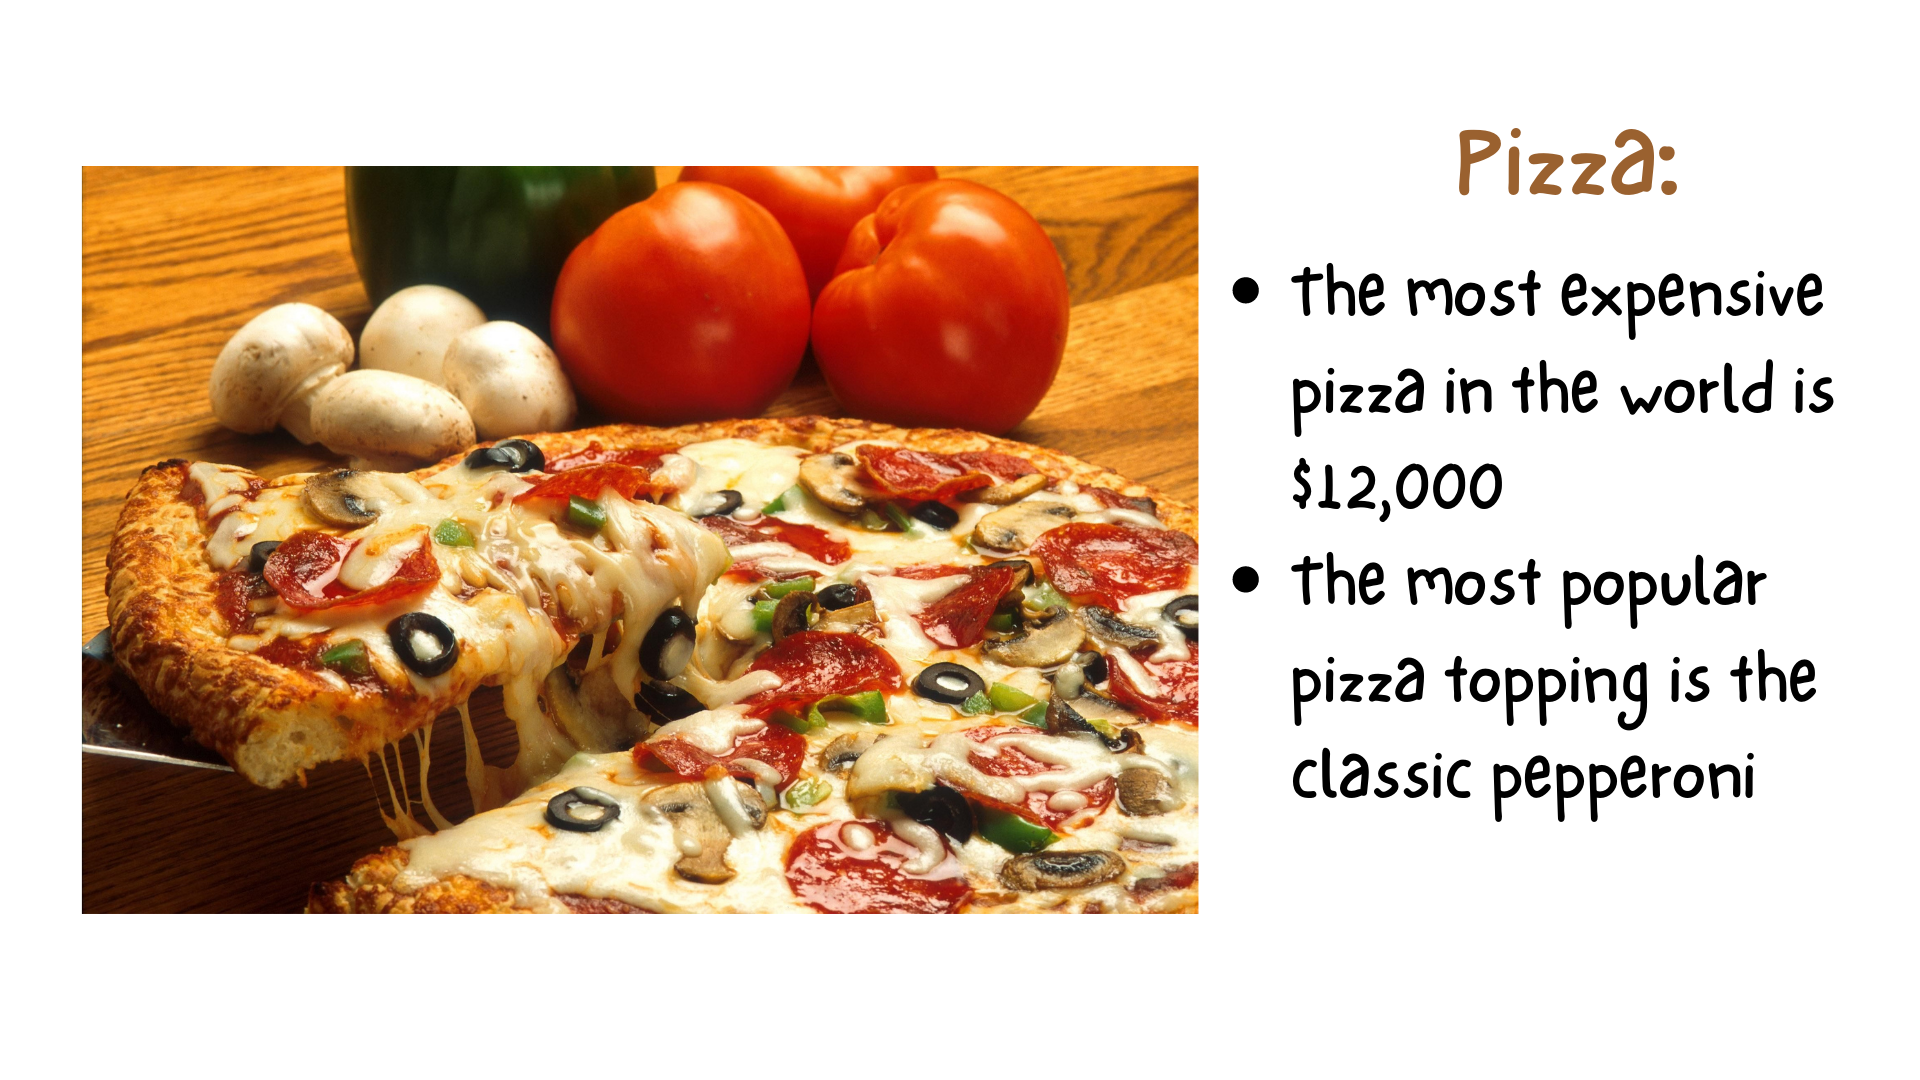 Pizza:
• The most expensive
pizza in the world is
$12,000
• The most popular
pizza topping is the
classic pepperoni